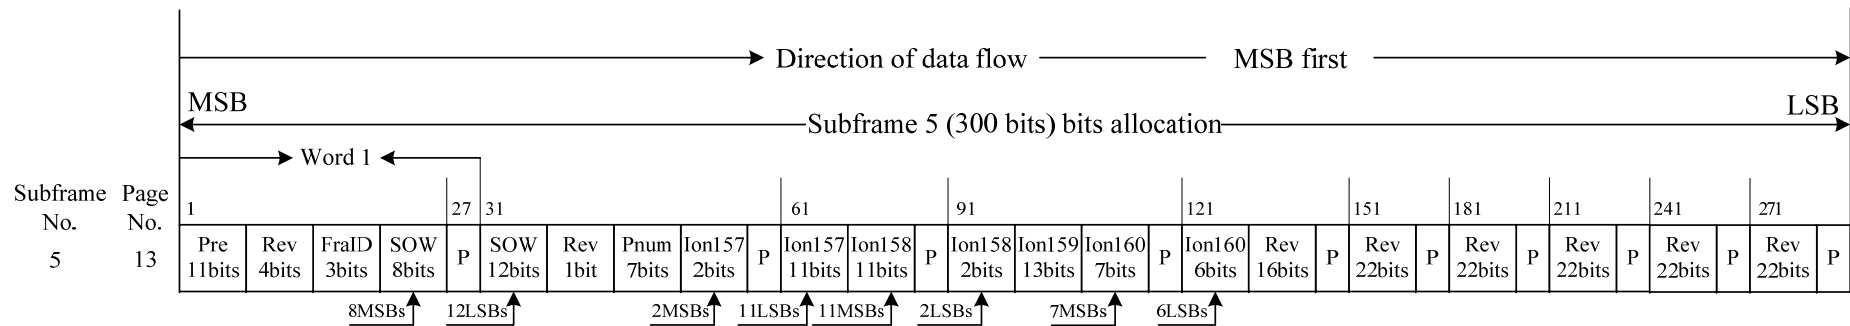 Direction of data flow MSB first
MSB LSB
Subframe 5 (300 bits) bits allocation
Word 1
Subframe No. Page No.
1 27 31 61 91 121 151 181 211 241 271
5 13
Pre 11bits
Rev 4bits
FraID 3bits
SOW 8bits
P
SOW 12bits
Rev 1bit
Pnum 7bits
Ion157 2bits
P
Ion157 11bits
Ion158 11bits
P
Ion158 2bits
Ion159 13bits
Ion160 7bits
P
Ion160 6bits
Rev 16bits
P
Rev 22bits
P
Rev 22bits
P
Rev 22bits
P
Rev 22bits
P
Rev 22bits
P
8MSBs 12LSBs 2MSBs 11LSBs 11MSBs 2LSBs 7MSBs 6LSBs